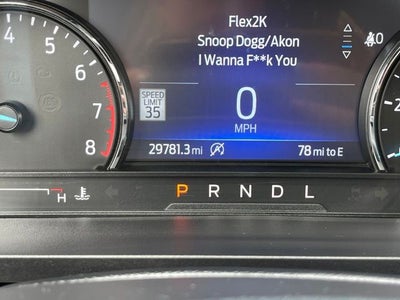 Flex2K
Snoop Dogg/Akon
I Wanna F**k You
4 5 6 7 8
SPEED
LIMIT
35
0
MPH
29781.3 mi
78 mi to E
H
P R N D L